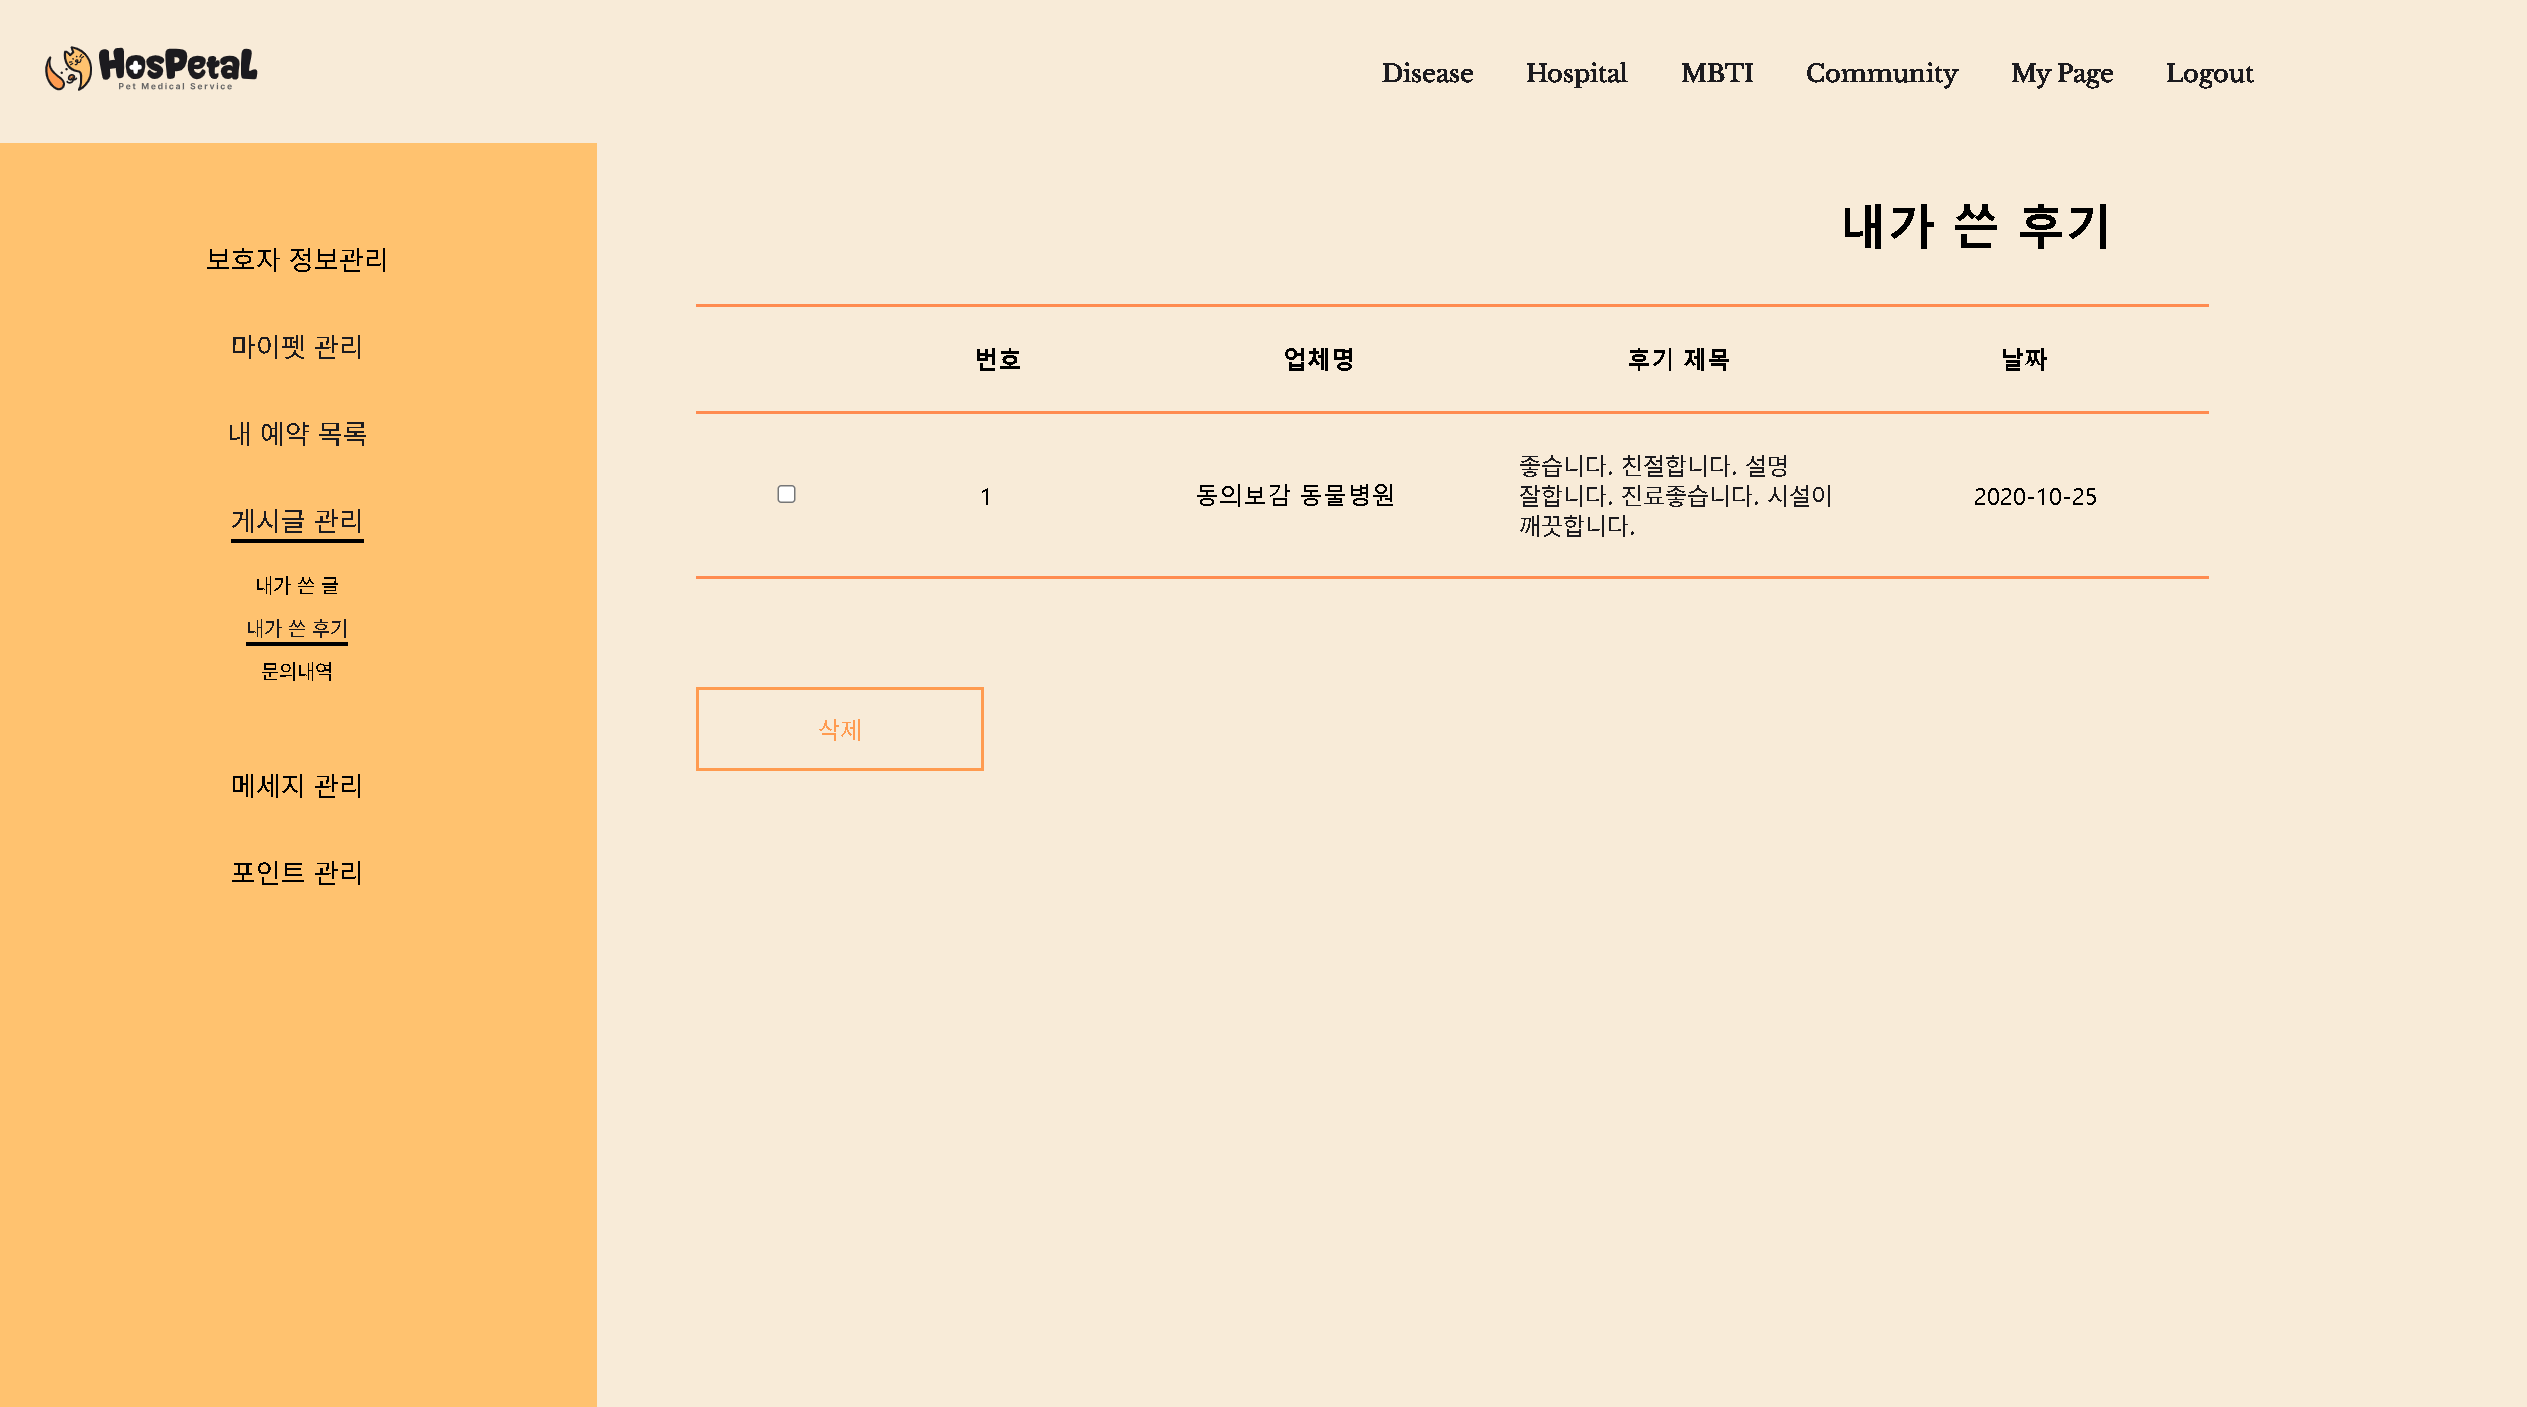 HosPetal
Pet Medical Service
Disease Hospital MBTI Community My Page Logout
보호자 정보관리
마이펫 관리
내 예약 목록
게시글 관리
내가 쓴 글
내가 쓴 후기
문의내역
메세지 관리
포인트 관리
내가 쓴 후기
번호 업체명 후기 제목 날짜
1 동의보감 동물병원
좋습니다. 친절합니다. 설명
잘합니다. 진료좋습니다. 시설이
깨끗합니다.
2020-10-25
삭제